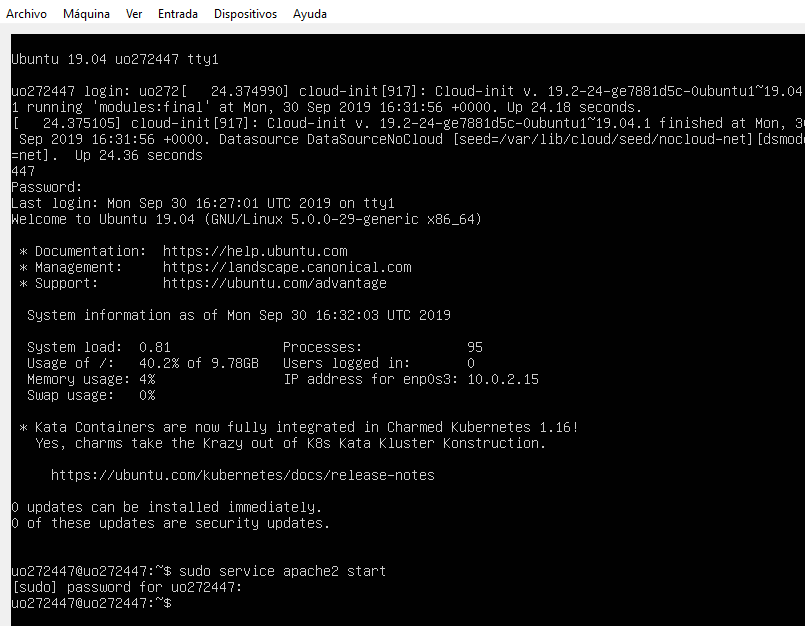 Archivo Máquina Ver Entrada Dispositivos Ayuda
Ubuntu 19.04 uo272447 tty1
uo272447 login: uo272[   24.374990] cloud-init[917]: Cloud-init v. 19.2-24-ge7881d5c-0ubuntu1~19.04
1 running 'modules:final' at Mon, 30 Sep 2019 16:31:56 +0000. Up 24.18 seconds.
[   24.375105] cloud-init[917]: Cloud-init v. 19.2-24-ge7881d5c-0ubuntu1~19.04.1 finished at Mon, 30
Sep 2019 16:31:56 +0000. Datasource DataSourceNoCloud [seed=/var/lib/cloud/seed/nocloud-net][dsmod
=net].  Up 24.36 seconds
447
Password:
Last login: Mon Sep 30 16:27:01 UTC 2019 on tty1
Welcome to Ubuntu 19.04 (GNU/Linux 5.0.0-29-generic x86_64)
* Documentation:  https://help.ubuntu.com
* Management:     https://landscape.canonical.com
* Support:        https://ubuntu.com/advantage
System information as of Mon Sep 30 16:32:03 UTC 2019
System load:  0.81              Processes:             95
Usage of /:   40.2% of 9.78GB   Users logged in:       0
Memory usage: 4%                IP address for enp0s3: 10.0.2.15
Swap usage:   0%
* Kata Containers are now fully integrated in Charmed Kubernetes 1.16!
Yes, charms take the Krazy out of K8s Kata Kluster Konstruction.
https://ubuntu.com/kubernetes/docs/release-notes
0 updates can be installed immediately.
0 of these updates are security updates.
uo272447@uo272447:~$ sudo service apache2 start
[sudo] password for uo272447:
uo272447@uo272447:~$